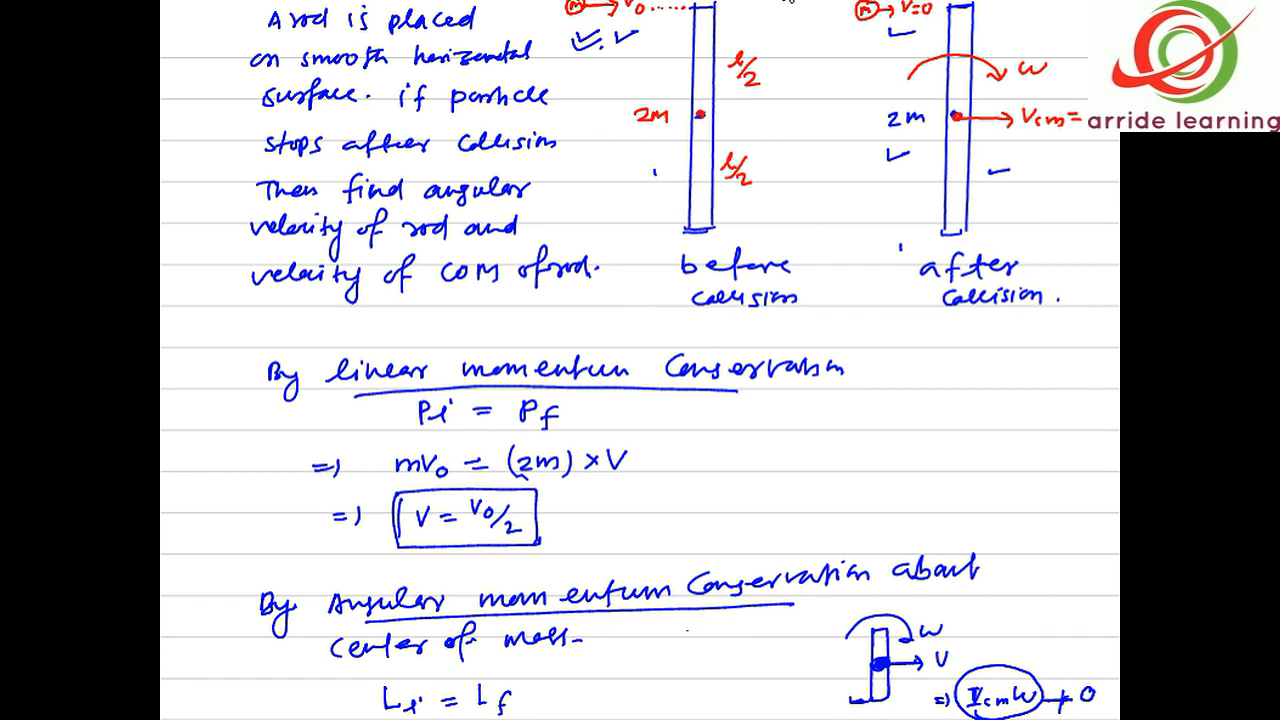 A rod is placed
on smooth horizontal
surface. if particle
stops after collision
Then find angular
velocity of rod and
velocity of COM of rod.
m → V0
l/2
2m
l/2
before
collision
m → V=0
ω
2m
Vcm=
after
collision.
arride learning
By linear momentum Conservation
Pi = Pf
=) mV0 = (2m) × V
=) V = V0/2
By Angular momentum Conservation about
center of mass-
Li = Lf
ω
V
=) Icm ω + 0